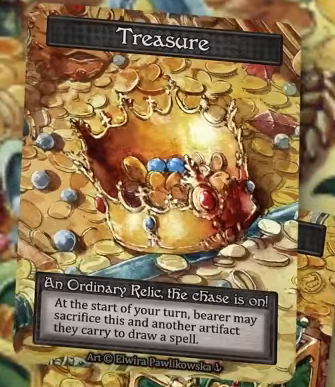 Treasure
An Ordinary Relic, the chase is on!
At the start of your turn, bearer may
sacrifice this and another artifact
they carry to draw a spell.
Art © Elwira Pawlikowska